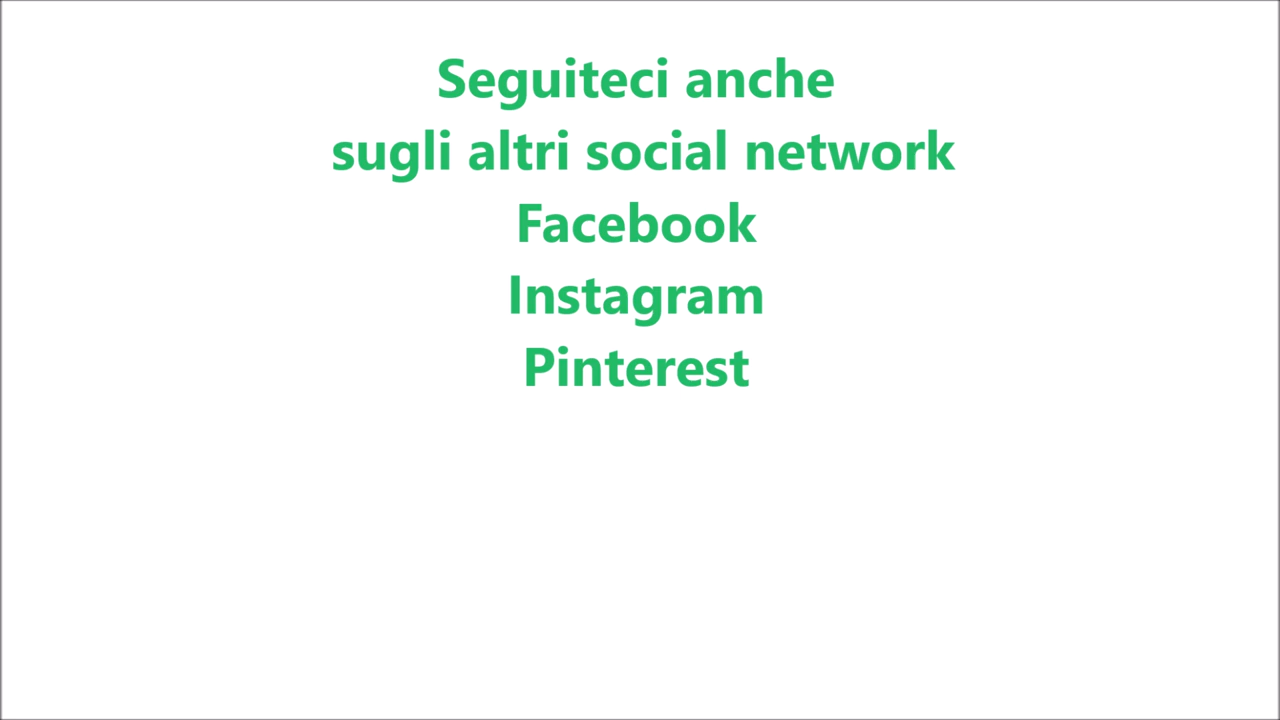 Seguiteci anche
sugli altri social network
Facebook
Instagram
Pinterest